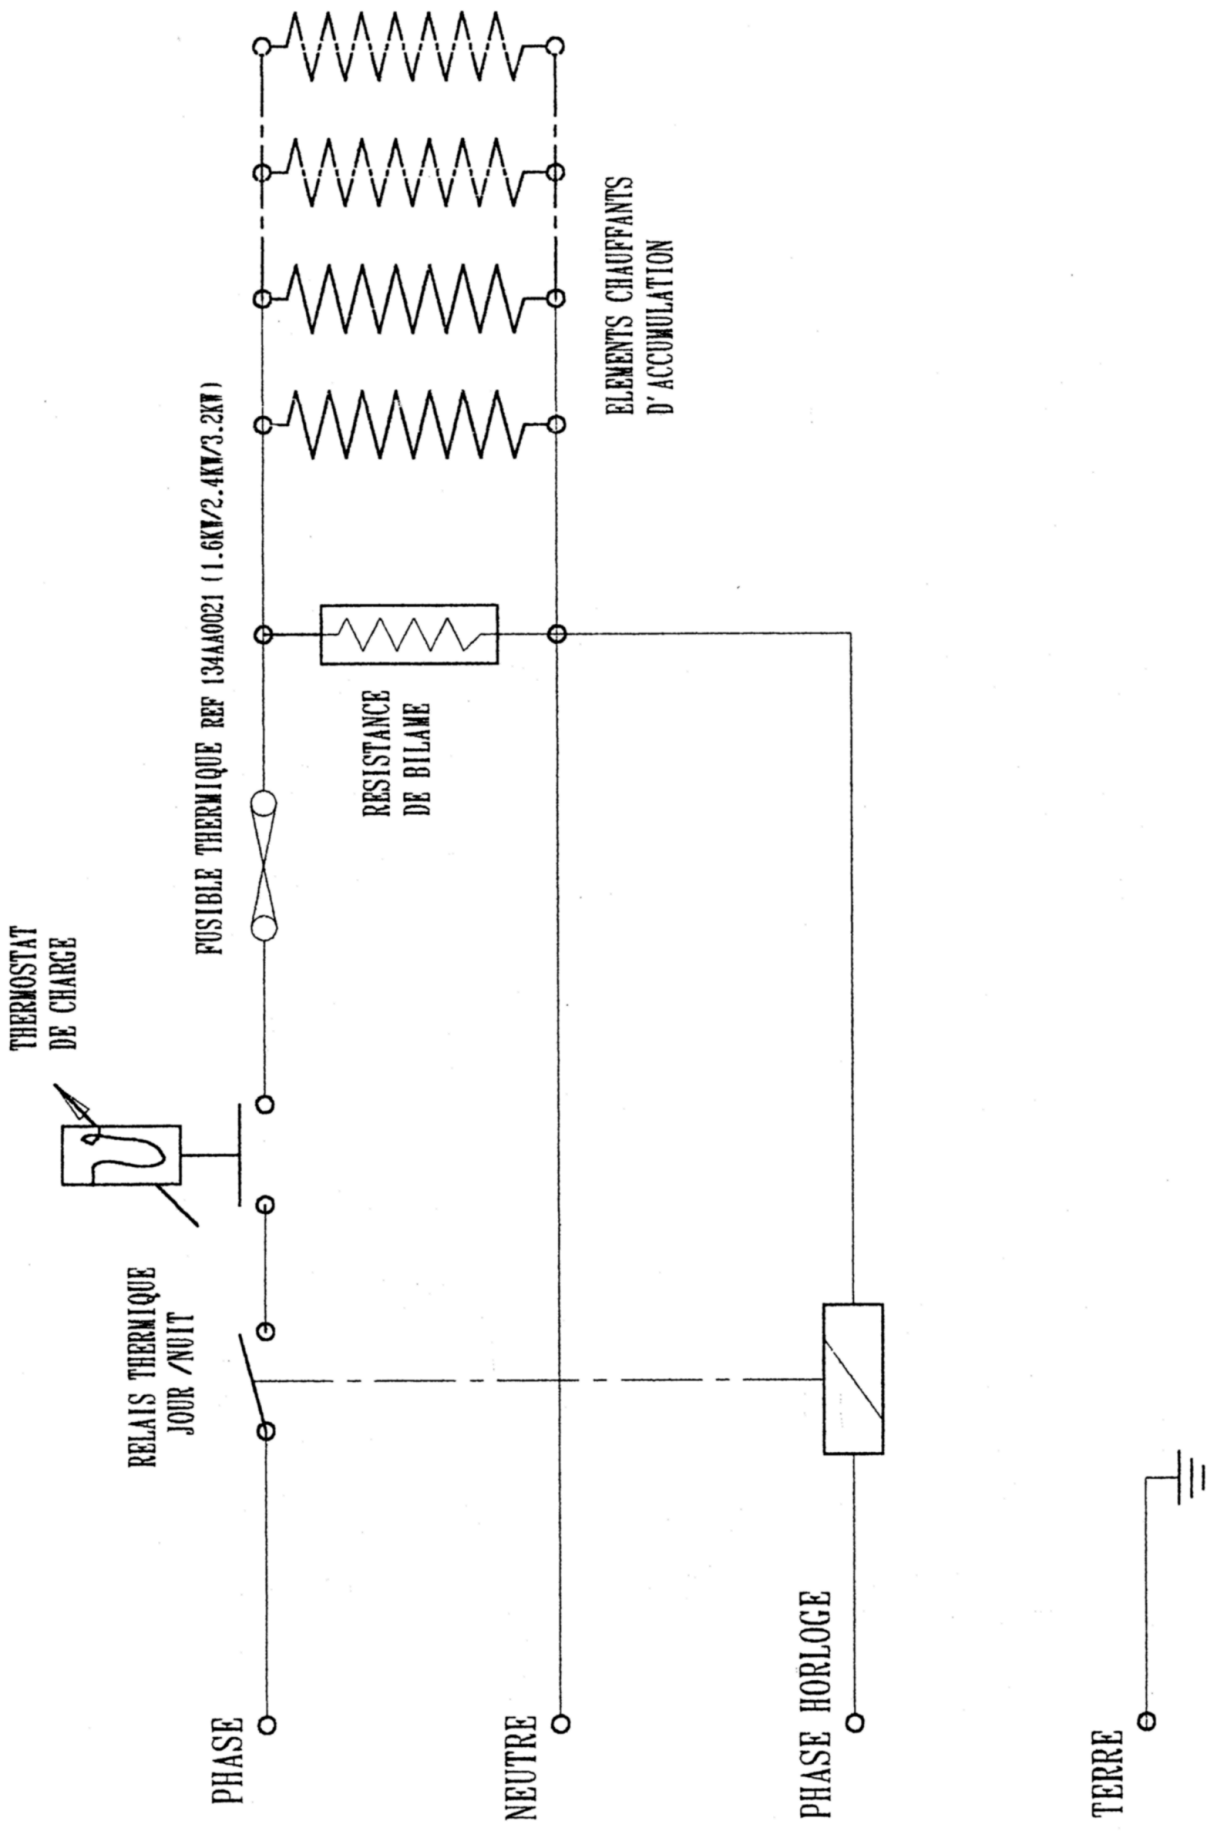 THERMOSTAT
DE CHARGE
RELAIS THERMIQUE
JOUR /NUIT
FUSIBLE THERMIQUE REF 134AA0021 (1.6KW/2.4KW/3.2KW)
RESISTANCE
DE BILAME
ELEMENTS CHAUFFANTS
D'ACCUMULATION
PHASE
NEUTRE
PHASE HORLOGE
TERRE